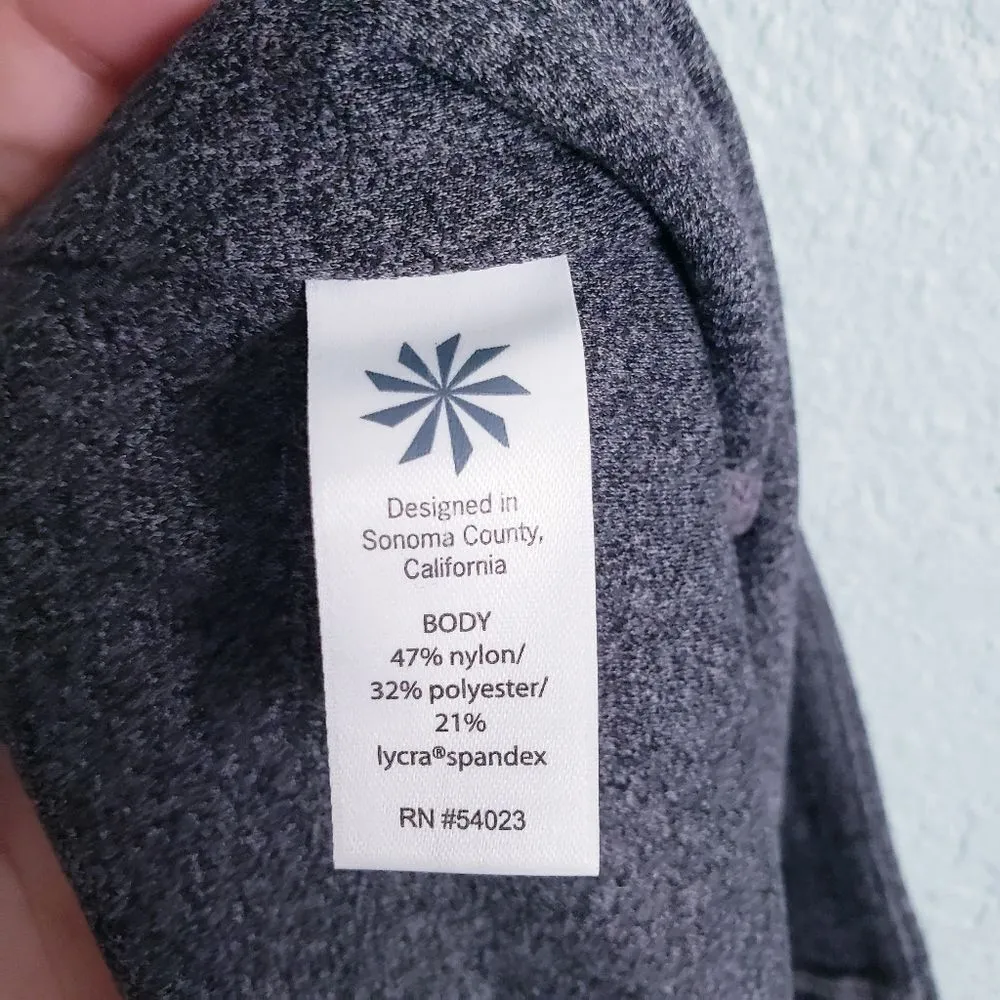 Designed in
Sonoma County,
California
BODY
47% nylon/
32% polyester/
21%
lycra®spandex
RN #54023